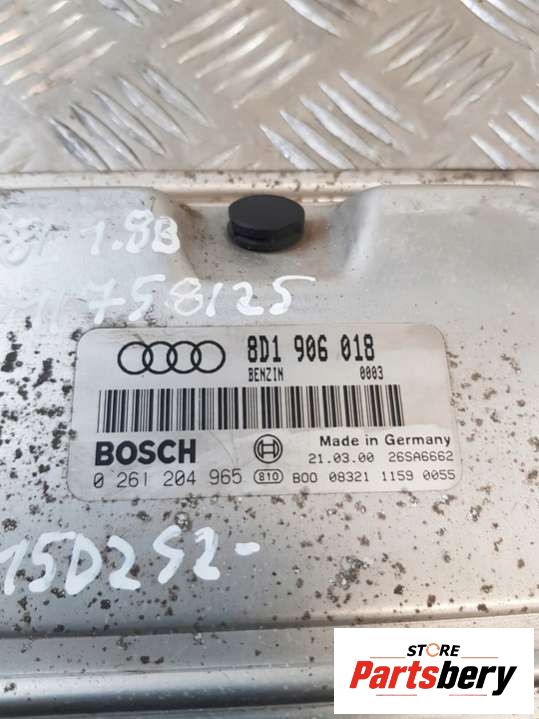 1.8B
758125
8D1 906 018
BENZIN 0003
BOSCH Made in Germany
21.03.00 26SA6662
0 261 204 965 810 B00 08321 1159 0055
15D2S2-
STORE
Partsbery